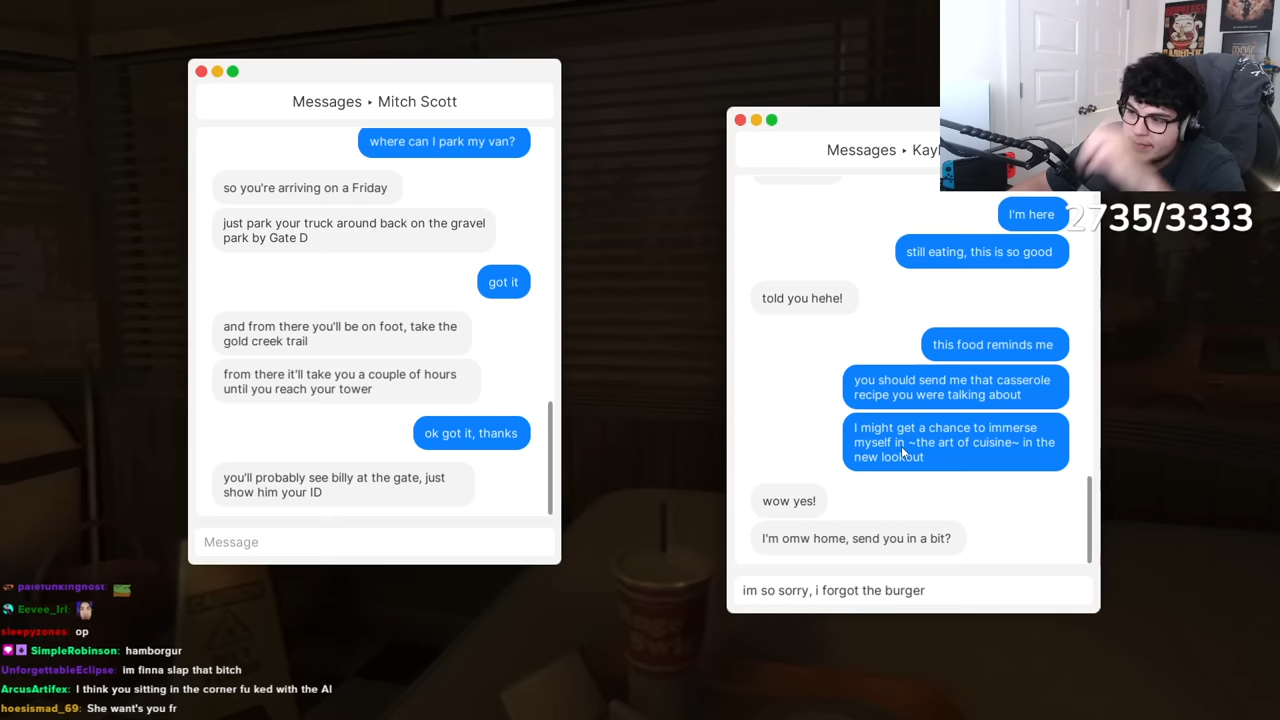 Messages ▸ Mitch Scott
where can I park my van?
so you're arriving on a Friday
just park your truck around back on the gravel
park by Gate D
got it
and from there you'll be on foot, take the
gold creek trail
from there it'll take you a couple of hours
until you reach your tower
ok got it, thanks
you'll probably see billy at the gate, just
show him your ID
Message
Messages ▸ Kayl
I'm here
still eating, this is so good
told you hehe!
this food reminds me
you should send me that casserole
recipe you were talking about
I might get a chance to immerse
myself in ~the art of cuisine~ in the
new lookout
wow yes!
I'm omw home, send you in a bit?
im so sorry, i forgot the burger
2735/3333
HOPELESS
palefunkinghost:
Eevee_Irl:
sleepyzones: op
SimpleRobinson: hamborgur
UnforgettableEclipse: im finna slap that bitch
ArcusArtifex: I think you sitting in the corner fu ked with the AI
hoesismad_69: She want's you fr